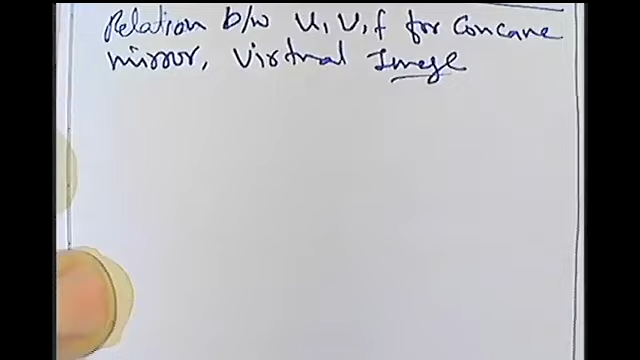 Relation b/w U, V, f for Concave
mirror, Virtual Image